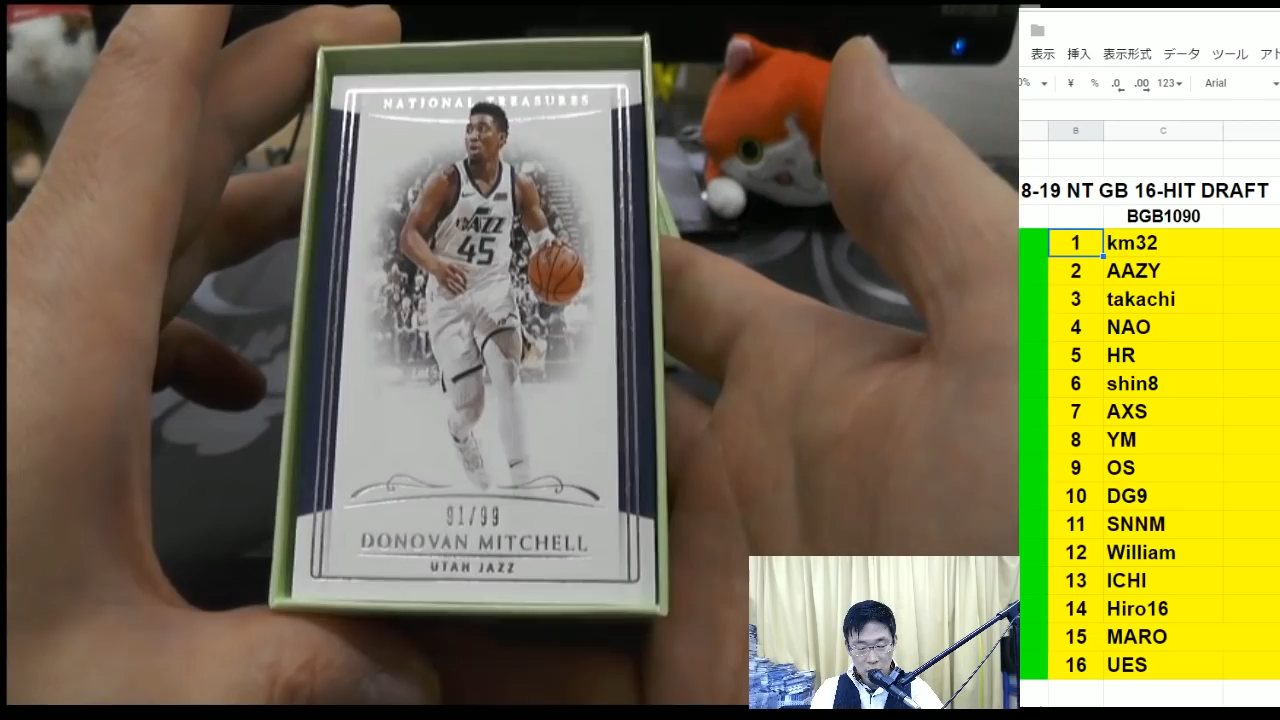 NATIONAL TREASURES
JAZZ
45
91/99
DONOVAN MITCHELL
UTAH JAZZ
表示 挿入 表示形式 データ ツール アド
0% ¥ % .0 .00 123 Arial
B C
8-19 NT GB 16-HIT DRAFT
BGB1090
1 km32
2 AAZY
3 takachi
4 NAO
5 HR
6 shin8
7 AXS
8 YM
9 OS
10 DG9
11 SNNM
12 William
13 ICHI
14 Hiro16
15 MARO
16 UES